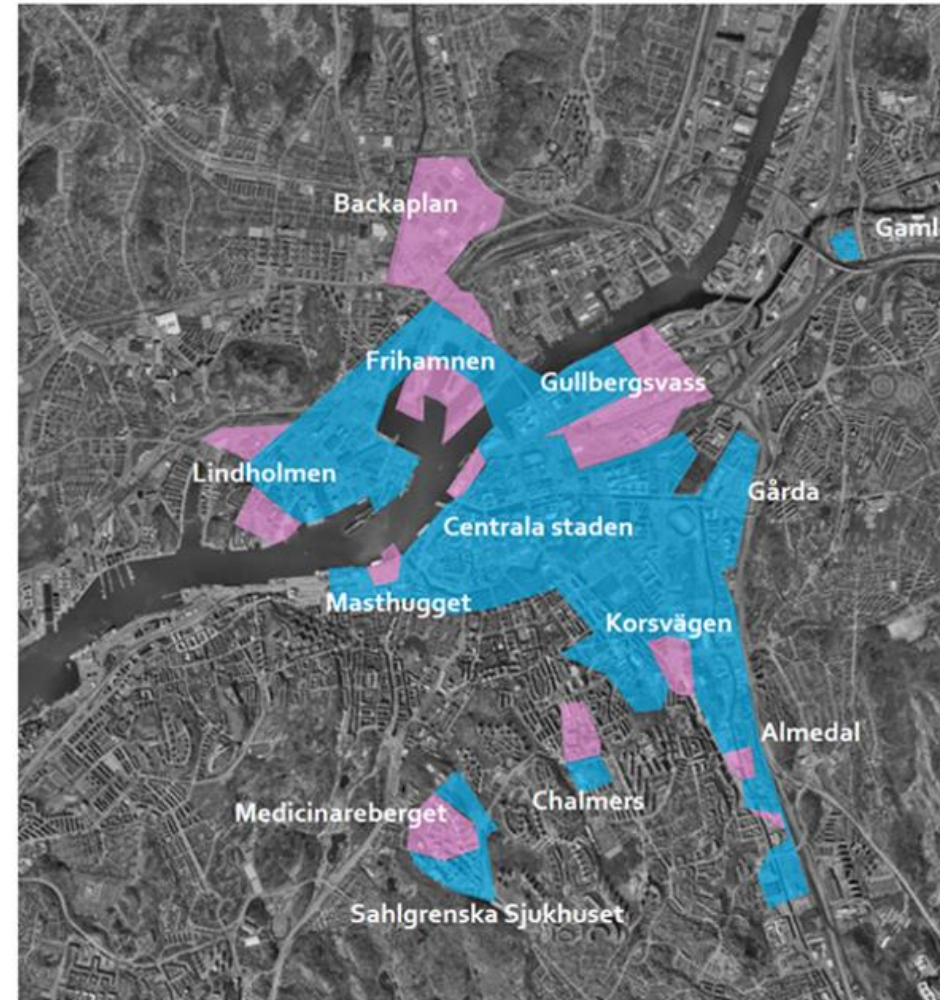 Backaplan
Gaml
Frihamnen
Gullbergsvass
Lindholmen
Gårda
Centrala staden
Masthugget
Korsvägen
Almedal
Chalmers
Medicinareberget
Sahlgrenska Sjukhuset